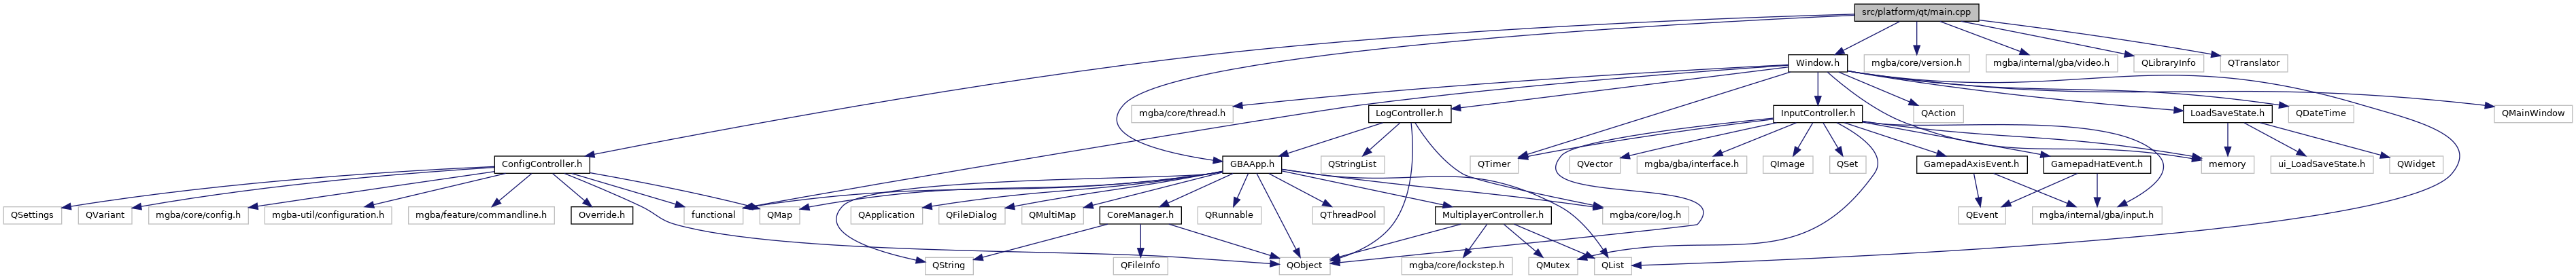 src/platform/qt/main.cpp
Window.h
mgba/core/version.h
mgba/internal/gba/video.h
QLibraryInfo
QTranslator
mgba/core/thread.h
LogController.h
InputController.h
QAction
LoadSaveState.h
QDateTime
QMainWindow
ConfigController.h
GBAApp.h
QStringList
QTimer
QVector
mgba/gba/interface.h
QImage
QSet
GamepadAxisEvent.h
GamepadHatEvent.h
memory
ui_LoadSaveState.h
QWidget
QSettings
QVariant
mgba/core/config.h
mgba-util/configuration.h
mgba/feature/commandline.h
Override.h
functional
QMap
QApplication
QFileDialog
QMultiMap
CoreManager.h
QRunnable
QThreadPool
MultiplayerController.h
mgba/core/log.h
QEvent
mgba/internal/gba/input.h
QString
QFileInfo
QObject
mgba/core/lockstep.h
QMutex
QList